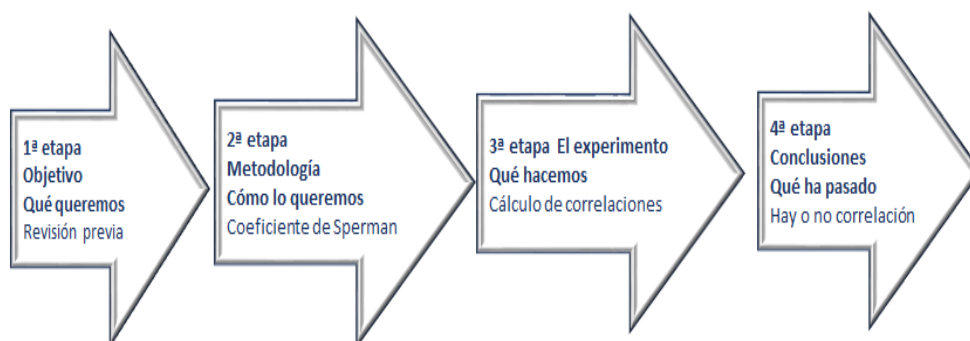 1ª etapa
Objetivo
Qué queremos
Revisión previa
2ª etapa
Metodología
Cómo lo queremos
Coeficiente de Sperman
3ª etapa El experimento
Qué hacemos
Cálculo de correlaciones
4ª etapa
Conclusiones
Qué ha pasado
Hay o no correlación